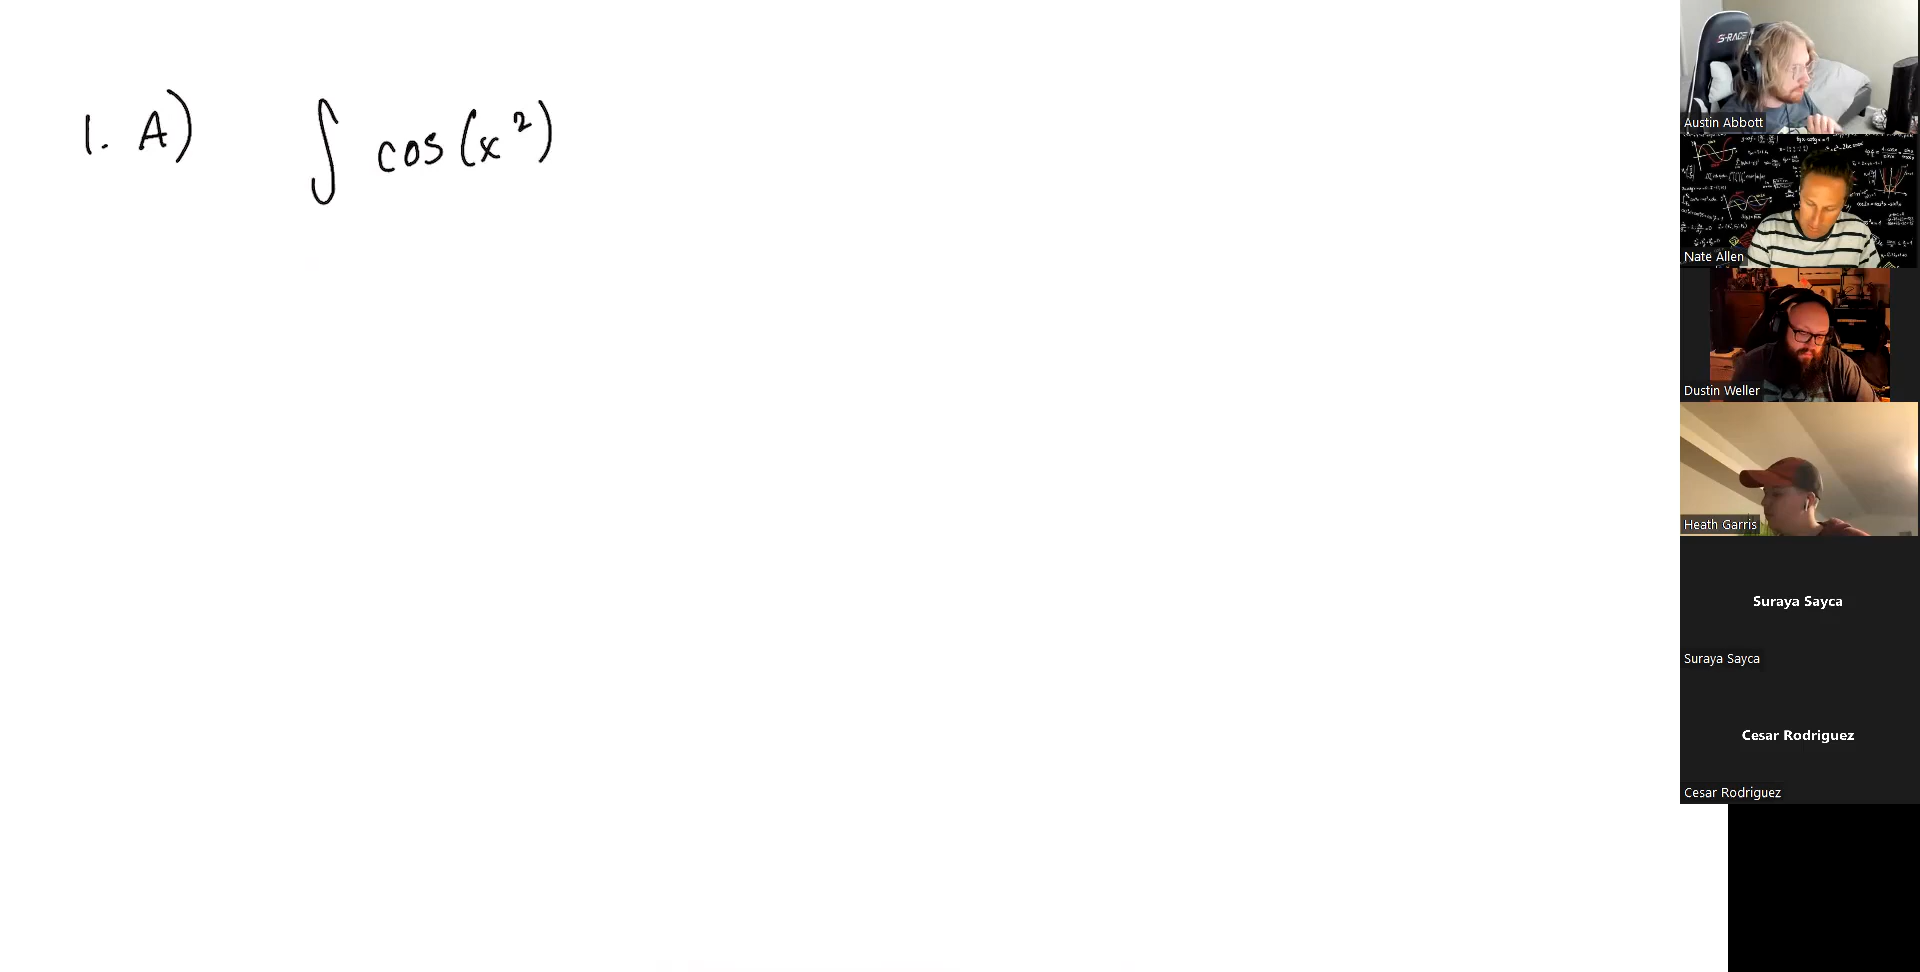 1. A) ∫ cos(x²)
S-RACER
Austin Abbott
Nate Allen
Dustin Weller
Heath Garris
Suraya Sayca
Suraya Sayca
Cesar Rodriguez
Cesar Rodriguez